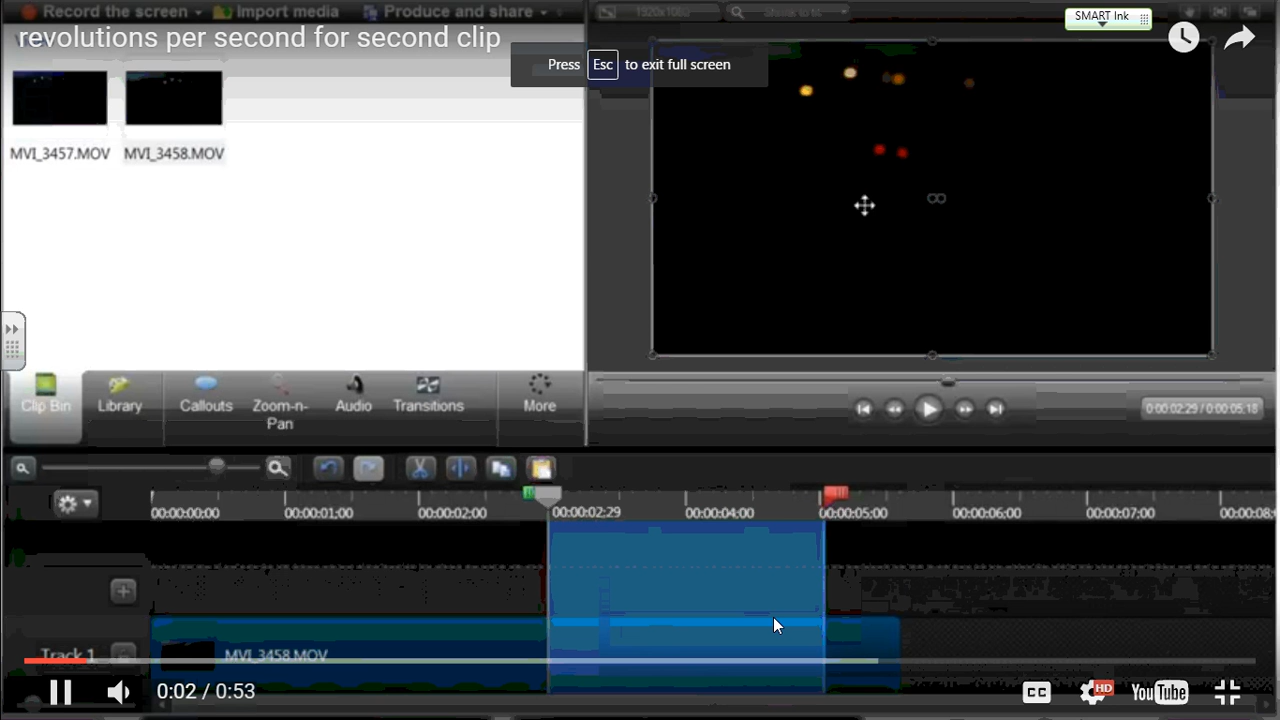 Record the screen
Import media
Produce and share
1920x1080
SMART Ink
revolutions per second for second clip
Press Esc to exit full screen
MVI_3457.MOV
MVI_3458.MOV
Clip Bin
Library
Callouts
Zoom-n-
Pan
Audio
Transitions
More
0:00:02;29 / 0:00:05;18
00:00:00;00
00:00:01;00
00:00:02;00
00:00:02;29
00:00:04;00
00:00:05;00
00:00:06;00
00:00:07;00
00:00:08;
Track 1
MVI_3458.MOV
0:02 / 0:53
CC
HD
YouTube